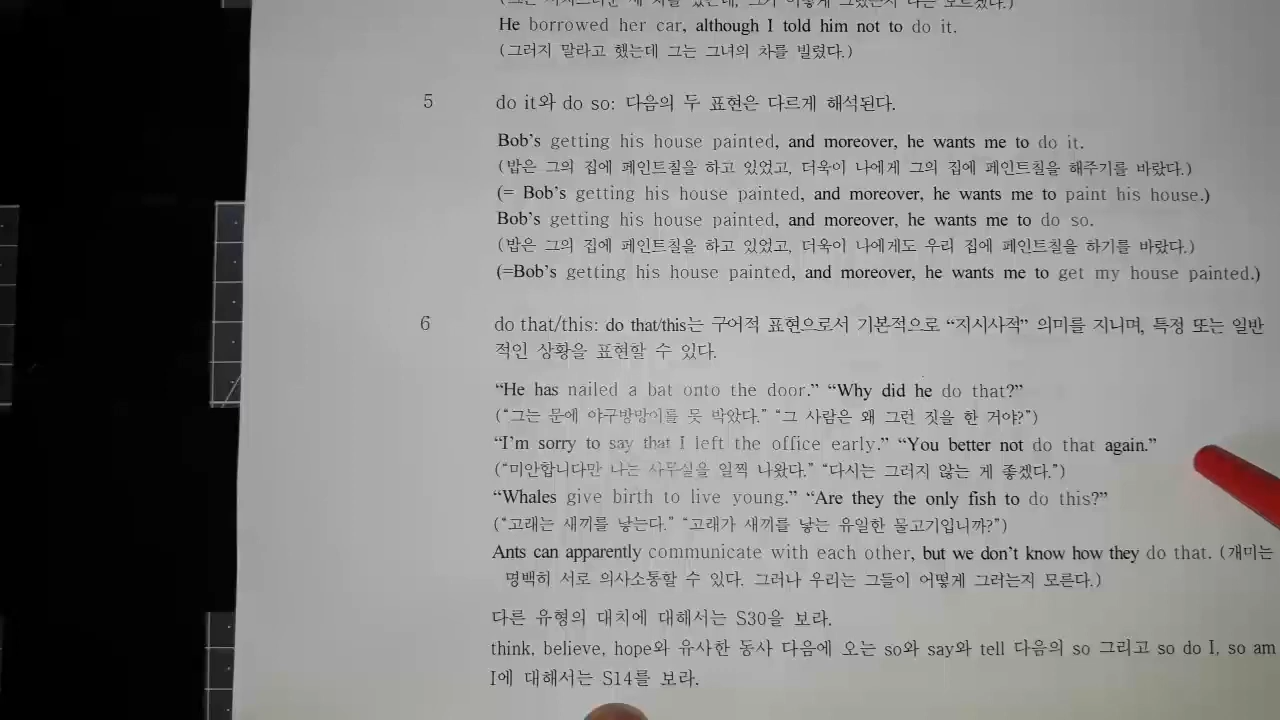 He borrowed her car, although I told him not to do it.
(그러지 말라고 했는데 그는 그녀의 차를 빌렸다.)
5 do it와 do so: 다음의 두 표현은 다르게 해석된다.
Bob's getting his house painted, and moreover, he wants me to do it.
(밥은 그의 집에 페인트칠을 하고 있었고, 더욱이 나에게 그의 집에 페인트칠을 해주기를 바랐다.)
(= Bob's getting his house painted, and moreover, he wants me to paint his house.)
Bob's getting his house painted, and moreover, he wants me to do so.
(밥은 그의 집에 페인트칠을 하고 있었고, 더욱이 나에게도 우리 집에 페인트칠을 하기를 바랐다.)
(=Bob's getting his house painted, and moreover, he wants me to get my house painted.)
6 do that/this: do that/this는 구어적 표현으로서 기본적으로 “지시사적” 의미를 지니며, 특정 또는 일반
적인 상황을 표현할 수 있다.
“He has nailed a bat onto the door.” “Why did he do that?”
(“그는 문에 야구방망이를 못 박았다.” “그 사람은 왜 그런 짓을 한 거야?”)
“I'm sorry to say that I left the office early.” “You better not do that again.”
(“미안합니다만 나는 사무실을 일찍 나왔다.” “다시는 그러지 않는 게 좋겠다.”)
“Whales give birth to live young.” “Are they the only fish to do this?”
(“고래는 새끼를 낳는다.” “고래가 새끼를 낳는 유일한 물고기입니까?”)
Ants can apparently communicate with each other, but we don't know how they do that. (개미는
명백히 서로 의사소통할 수 있다. 그러나 우리는 그들이 어떻게 그러는지 모른다.)
다른 유형의 대치에 대해서는 S30을 보라.
think, believe, hope와 유사한 동사 다음에 오는 so와 say와 tell 다음의 so 그리고 so do I, so am
I에 대해서는 S14를 보라.